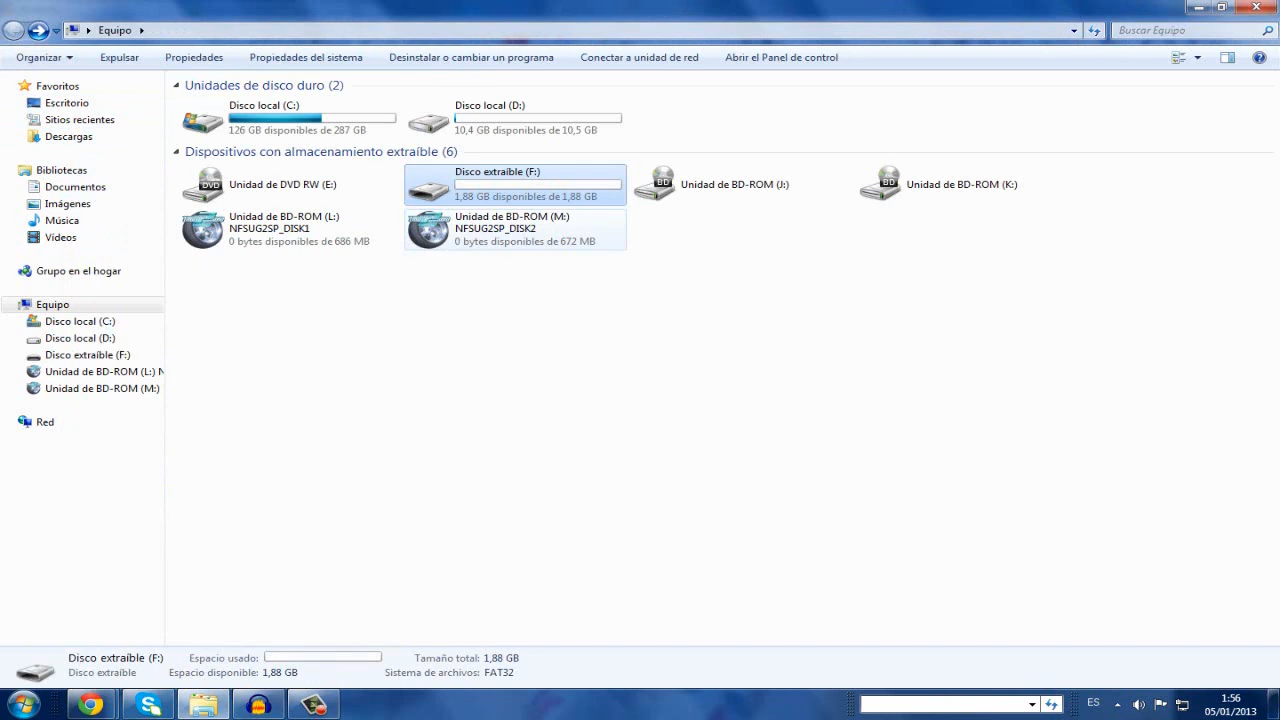 Equipo
Buscar Equipo
Organizar
Expulsar
Propiedades
Propiedades del sistema
Desinstalar o cambiar un programa
Conectar a unidad de red
Abrir el Panel de control
Favoritos
Escritorio
Sitios recientes
Descargas
Bibliotecas
Documentos
Imágenes
Música
Vídeos
Grupo en el hogar
Equipo
Disco local (C:)
Disco local (D:)
Disco extraíble (F:)
Unidad de BD-ROM (L:) N
Unidad de BD-ROM (M:)
Red
Unidades de disco duro (2)
Disco local (C:)
126 GB disponibles de 287 GB
Disco local (D:)
10,4 GB disponibles de 10,5 GB
Dispositivos con almacenamiento extraíble (6)
DVD
Unidad de DVD RW (E:)
Disco extraíble (F:)
1,88 GB disponibles de 1,88 GB
BD
Unidad de BD-ROM (J:)
BD
Unidad de BD-ROM (K:)
Unidad de BD-ROM (L:)
NFSUG2SP_DISK1
0 bytes disponibles de 686 MB
Unidad de BD-ROM (M:)
NFSUG2SP_DISK2
0 bytes disponibles de 672 MB
Disco extraíble (F:)
Disco extraíble
Espacio usado:
Espacio disponible: 1,88 GB
Tamaño total: 1,88 GB
Sistema de archivos: FAT32
ES
1:56
05/01/2013